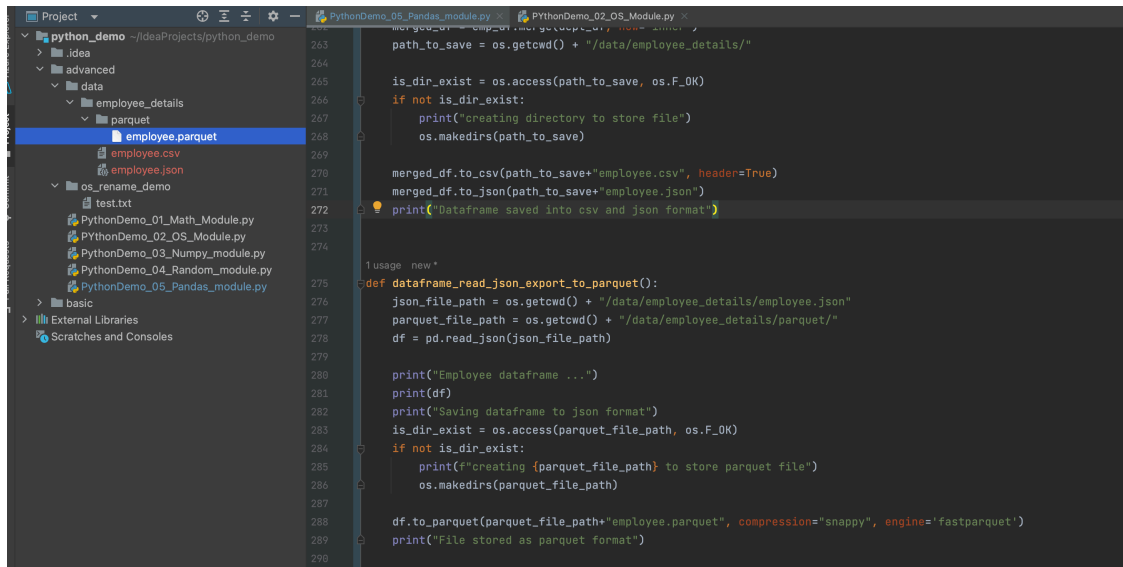 Project
python_demo ~/IdeaProjects/python_demo
.idea
advanced
data
employee_details
parquet
employee.parquet
employee.csv
employee.json
os_rename_demo
test.txt
PythonDemo_01_Math_Module.py
PYthonDemo_02_OS_Module.py
PythonDemo_03_Numpy_module.py
PythonDemo_04_Random_module.py
PythonDemo_05_Pandas_module.py
basic
External Libraries
Scratches and Consoles
PythonDemo_05_Pandas_module.py × PYthonDemo_02_OS_Module.py ×
263 path_to_save = os.getcwd() + "/data/employee_details/"
264
265 is_dir_exist = os.access(path_to_save, os.F_OK)
266 if not is_dir_exist:
267 print("creating directory to store file")
268 os.makedirs(path_to_save)
269
270 merged_df.to_csv(path_to_save+"employee.csv", header=True)
271 merged_df.to_json(path_to_save+"employee.json")
272 print("Dataframe saved into csv and json format")
273
274
1 usage new *
275 def dataframe_read_json_export_to_parquet():
276 json_file_path = os.getcwd() + "/data/employee_details/employee.json"
277 parquet_file_path = os.getcwd() + "/data/employee_details/parquet/"
278 df = pd.read_json(json_file_path)
279
280 print("Employee dataframe ...")
281 print(df)
282 print("Saving dataframe to json format")
283 is_dir_exist = os.access(parquet_file_path, os.F_OK)
284 if not is_dir_exist:
285 print(f"creating {parquet_file_path} to store parquet file")
286 os.makedirs(parquet_file_path)
287
288 df.to_parquet(parquet_file_path+"employee.parquet", compression="snappy", engine='fastparquet')
289 print("File stored as parquet format")
290